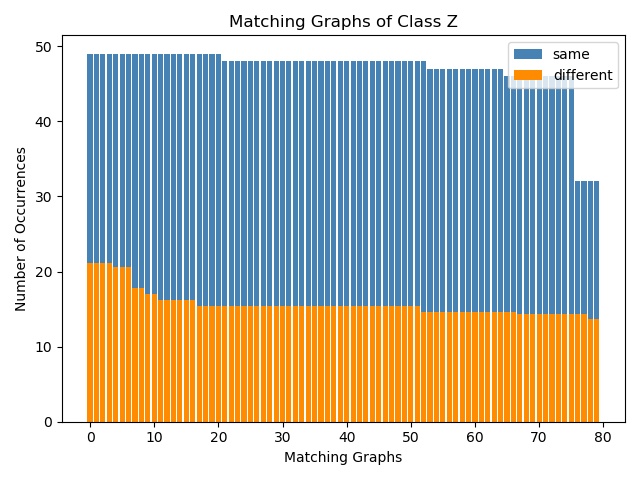 Matching Graphs of Class Z
same
different
Number of Occurrences
50
40
30
20
10
0
0 10 20 30 40 50 60 70 80
Matching Graphs